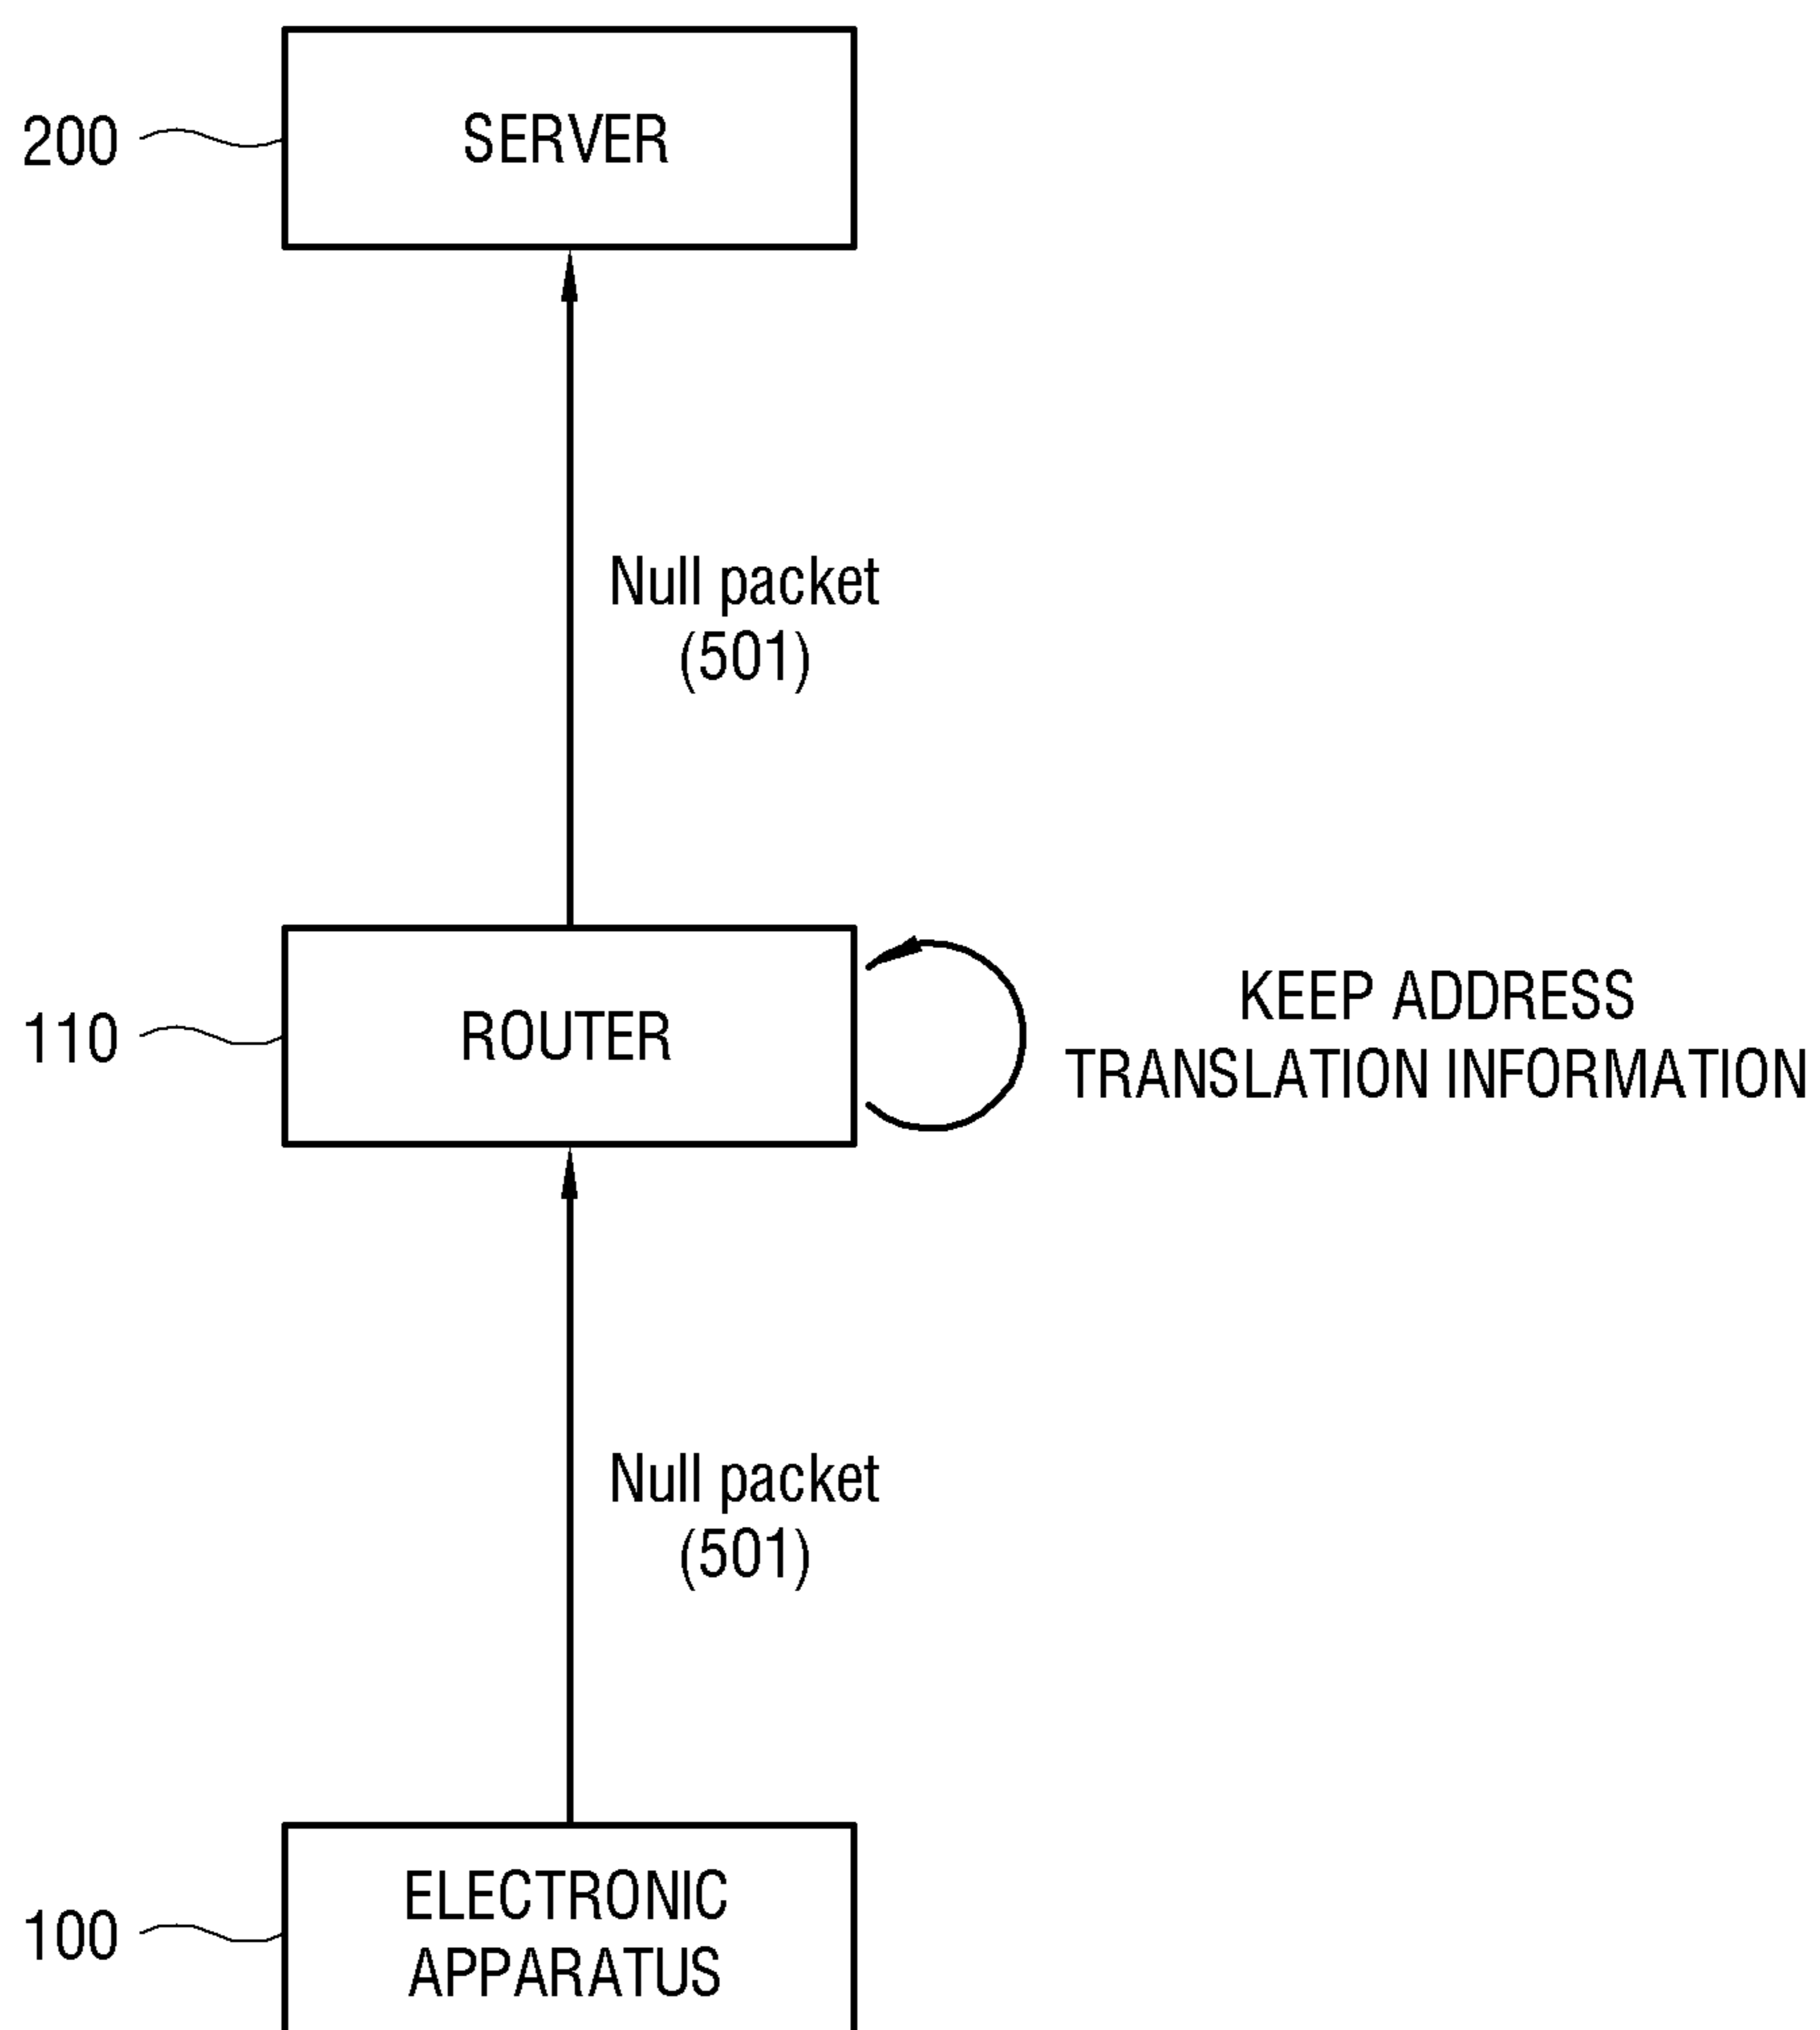 SERVER
200
Null packet
(501)
ROUTER
110
KEEP ADDRESS
TRANSLATION INFORMATION
Null packet
(501)
ELECTRONIC
APPARATUS
100